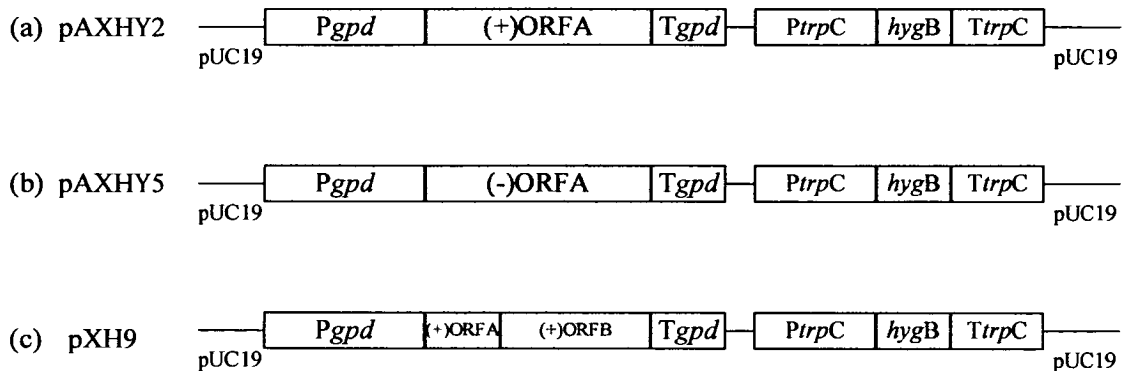 (a) pAXHY2 Pgpd (+)ORFA Tgpd PtrpC hygB TtrpC
pUC19 pUC19
(b) pAXHY5 Pgpd (-)ORFA Tgpd PtrpC hygB TtrpC
pUC19 pUC19
(c) pXH9 Pgpd (+)ORFA (+)ORFB Tgpd PtrpC hygB TtrpC
pUC19 pUC19